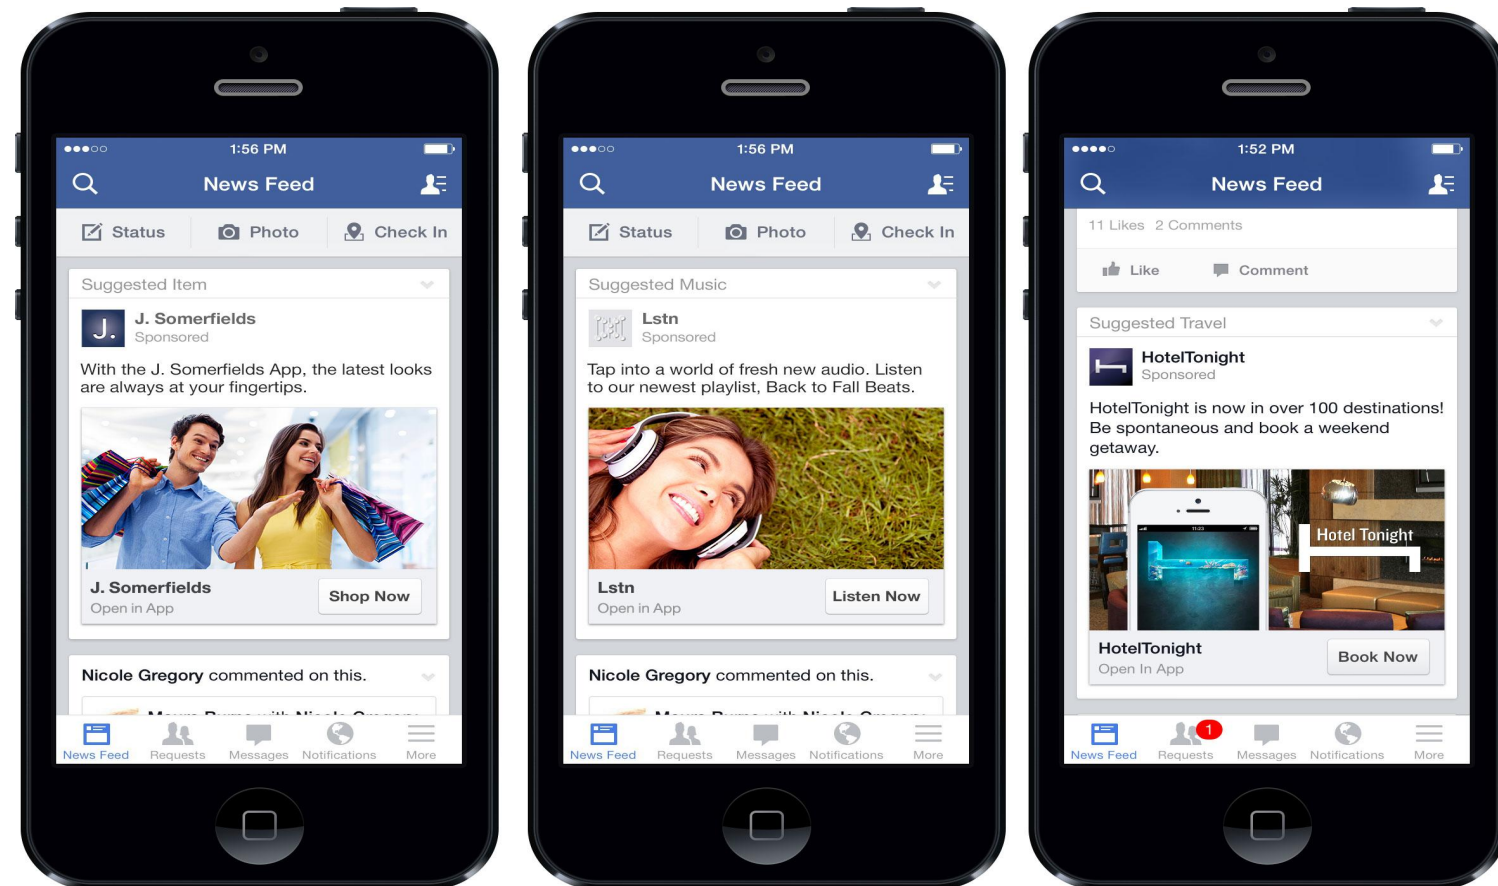 1:56 PM
News Feed
Status Photo Check In
Suggested Item
J. J. Somerfields
Sponsored
With the J. Somerfields App, the latest looks
are always at your fingertips.
J. Somerfields
Open in App
Shop Now
Nicole Gregory commented on this.
News Feed Requests Messages Notifications More
1:56 PM
News Feed
Status Photo Check In
Suggested Music
Lstn
Sponsored
Tap into a world of fresh new audio. Listen
to our newest playlist, Back to Fall Beats.
Lstn
Open in App
Listen Now
Nicole Gregory commented on this.
News Feed Requests Messages Notifications More
1:52 PM
News Feed
11 Likes 2 Comments
Like Comment
Suggested Travel
HotelTonight
Sponsored
HotelTonight is now in over 100 destinations!
Be spontaneous and book a weekend
getaway.
11:23
Hotel Tonight
HotelTonight
Open In App
Book Now
1
News Feed Requests Messages Notifications More